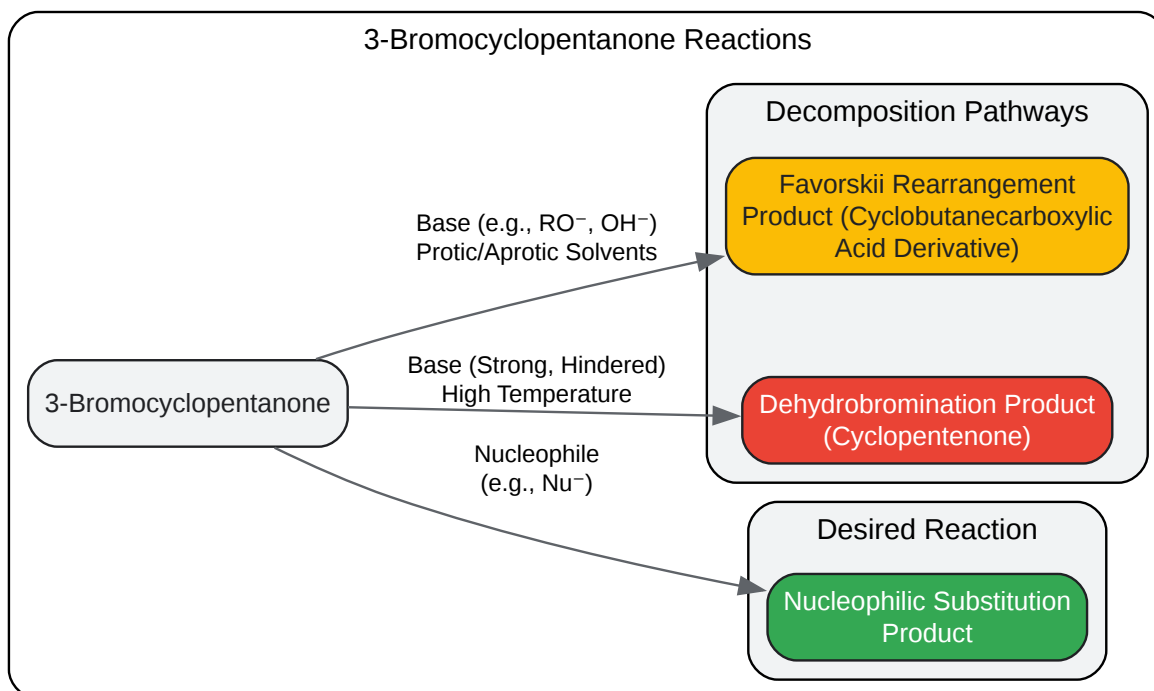 3-Bromocyclopentanone Reactions
Decomposition Pathways
Favorskii Rearrangement
Product (Cyclobutanecarboxylic
Acid Derivative)
Base (e.g., RO⁻, OH⁻)
Protic/Aprotic Solvents
Base (Strong, Hindered)
High Temperature
3-Bromocyclopentanone
Dehydrobromination Product
(Cyclopentenone)
Nucleophile
(e.g., Nu⁻)
Desired Reaction
Nucleophilic Substitution
Product